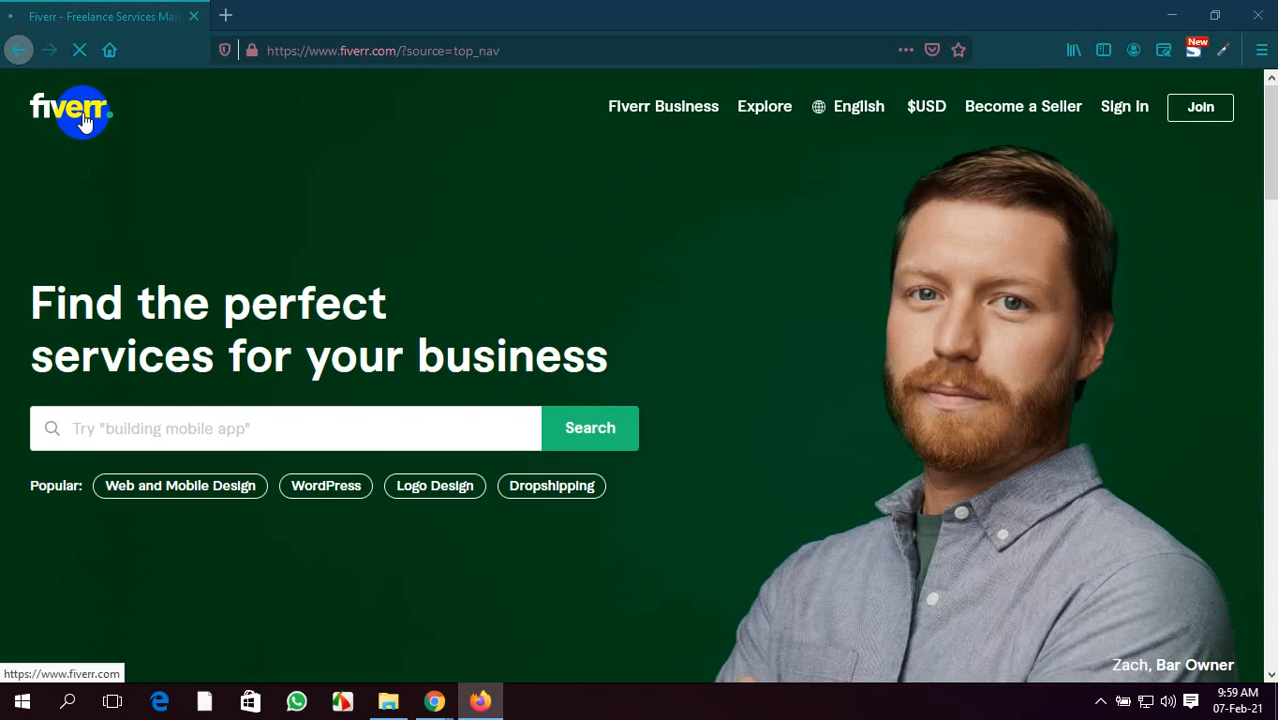 Fiverr - Freelance Services Mar
https://www.fiverr.com/?source=top_nav
New
fiverr.
Fiverr Business
Explore
English
$USD
Become a Seller
Sign In
Join
Find the perfect
services for your business
Try "building mobile app"
Search
Popular:
Web and Mobile Design
WordPress
Logo Design
Dropshipping
Zach, Bar Owner
https://www.fiverr.com
9:59 AM
07-Feb-21